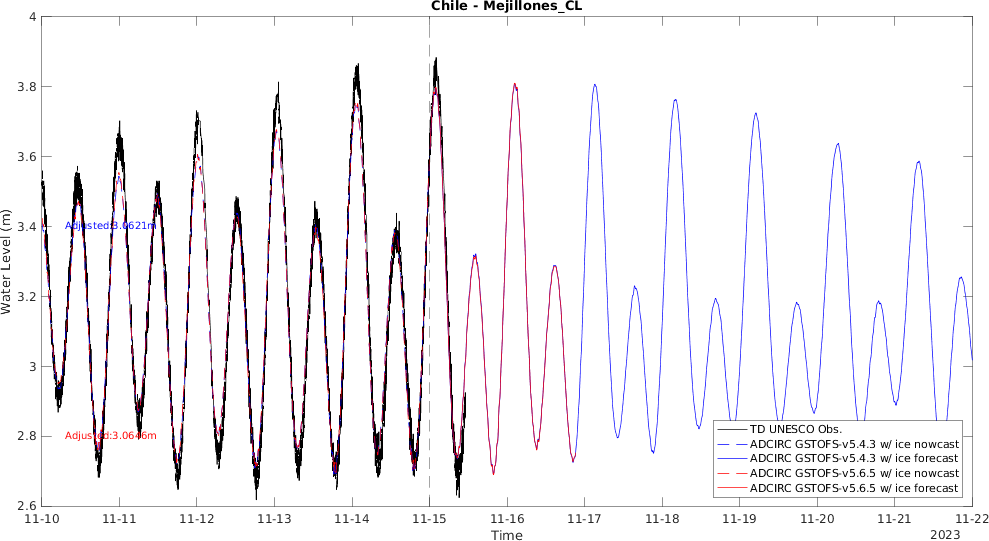 Chile - Mejillones_CL
4
3.8
3.6
3.4
3.2
3
2.8
2.6
Water Level (m)
Adjusted:3.0621m
Adjusted:3.0646m
TD UNESCO Obs.
ADCIRC GSTOFS-v5.4.3 w/ ice nowcast
ADCIRC GSTOFS-v5.4.3 w/ ice forecast
ADCIRC GSTOFS-v5.6.5 w/ ice nowcast
ADCIRC GSTOFS-v5.6.5 w/ ice forecast
11-10 11-11 11-12 11-13 11-14 11-15 11-16 11-17 11-18 11-19 11-20 11-21 11-22
Time
2023